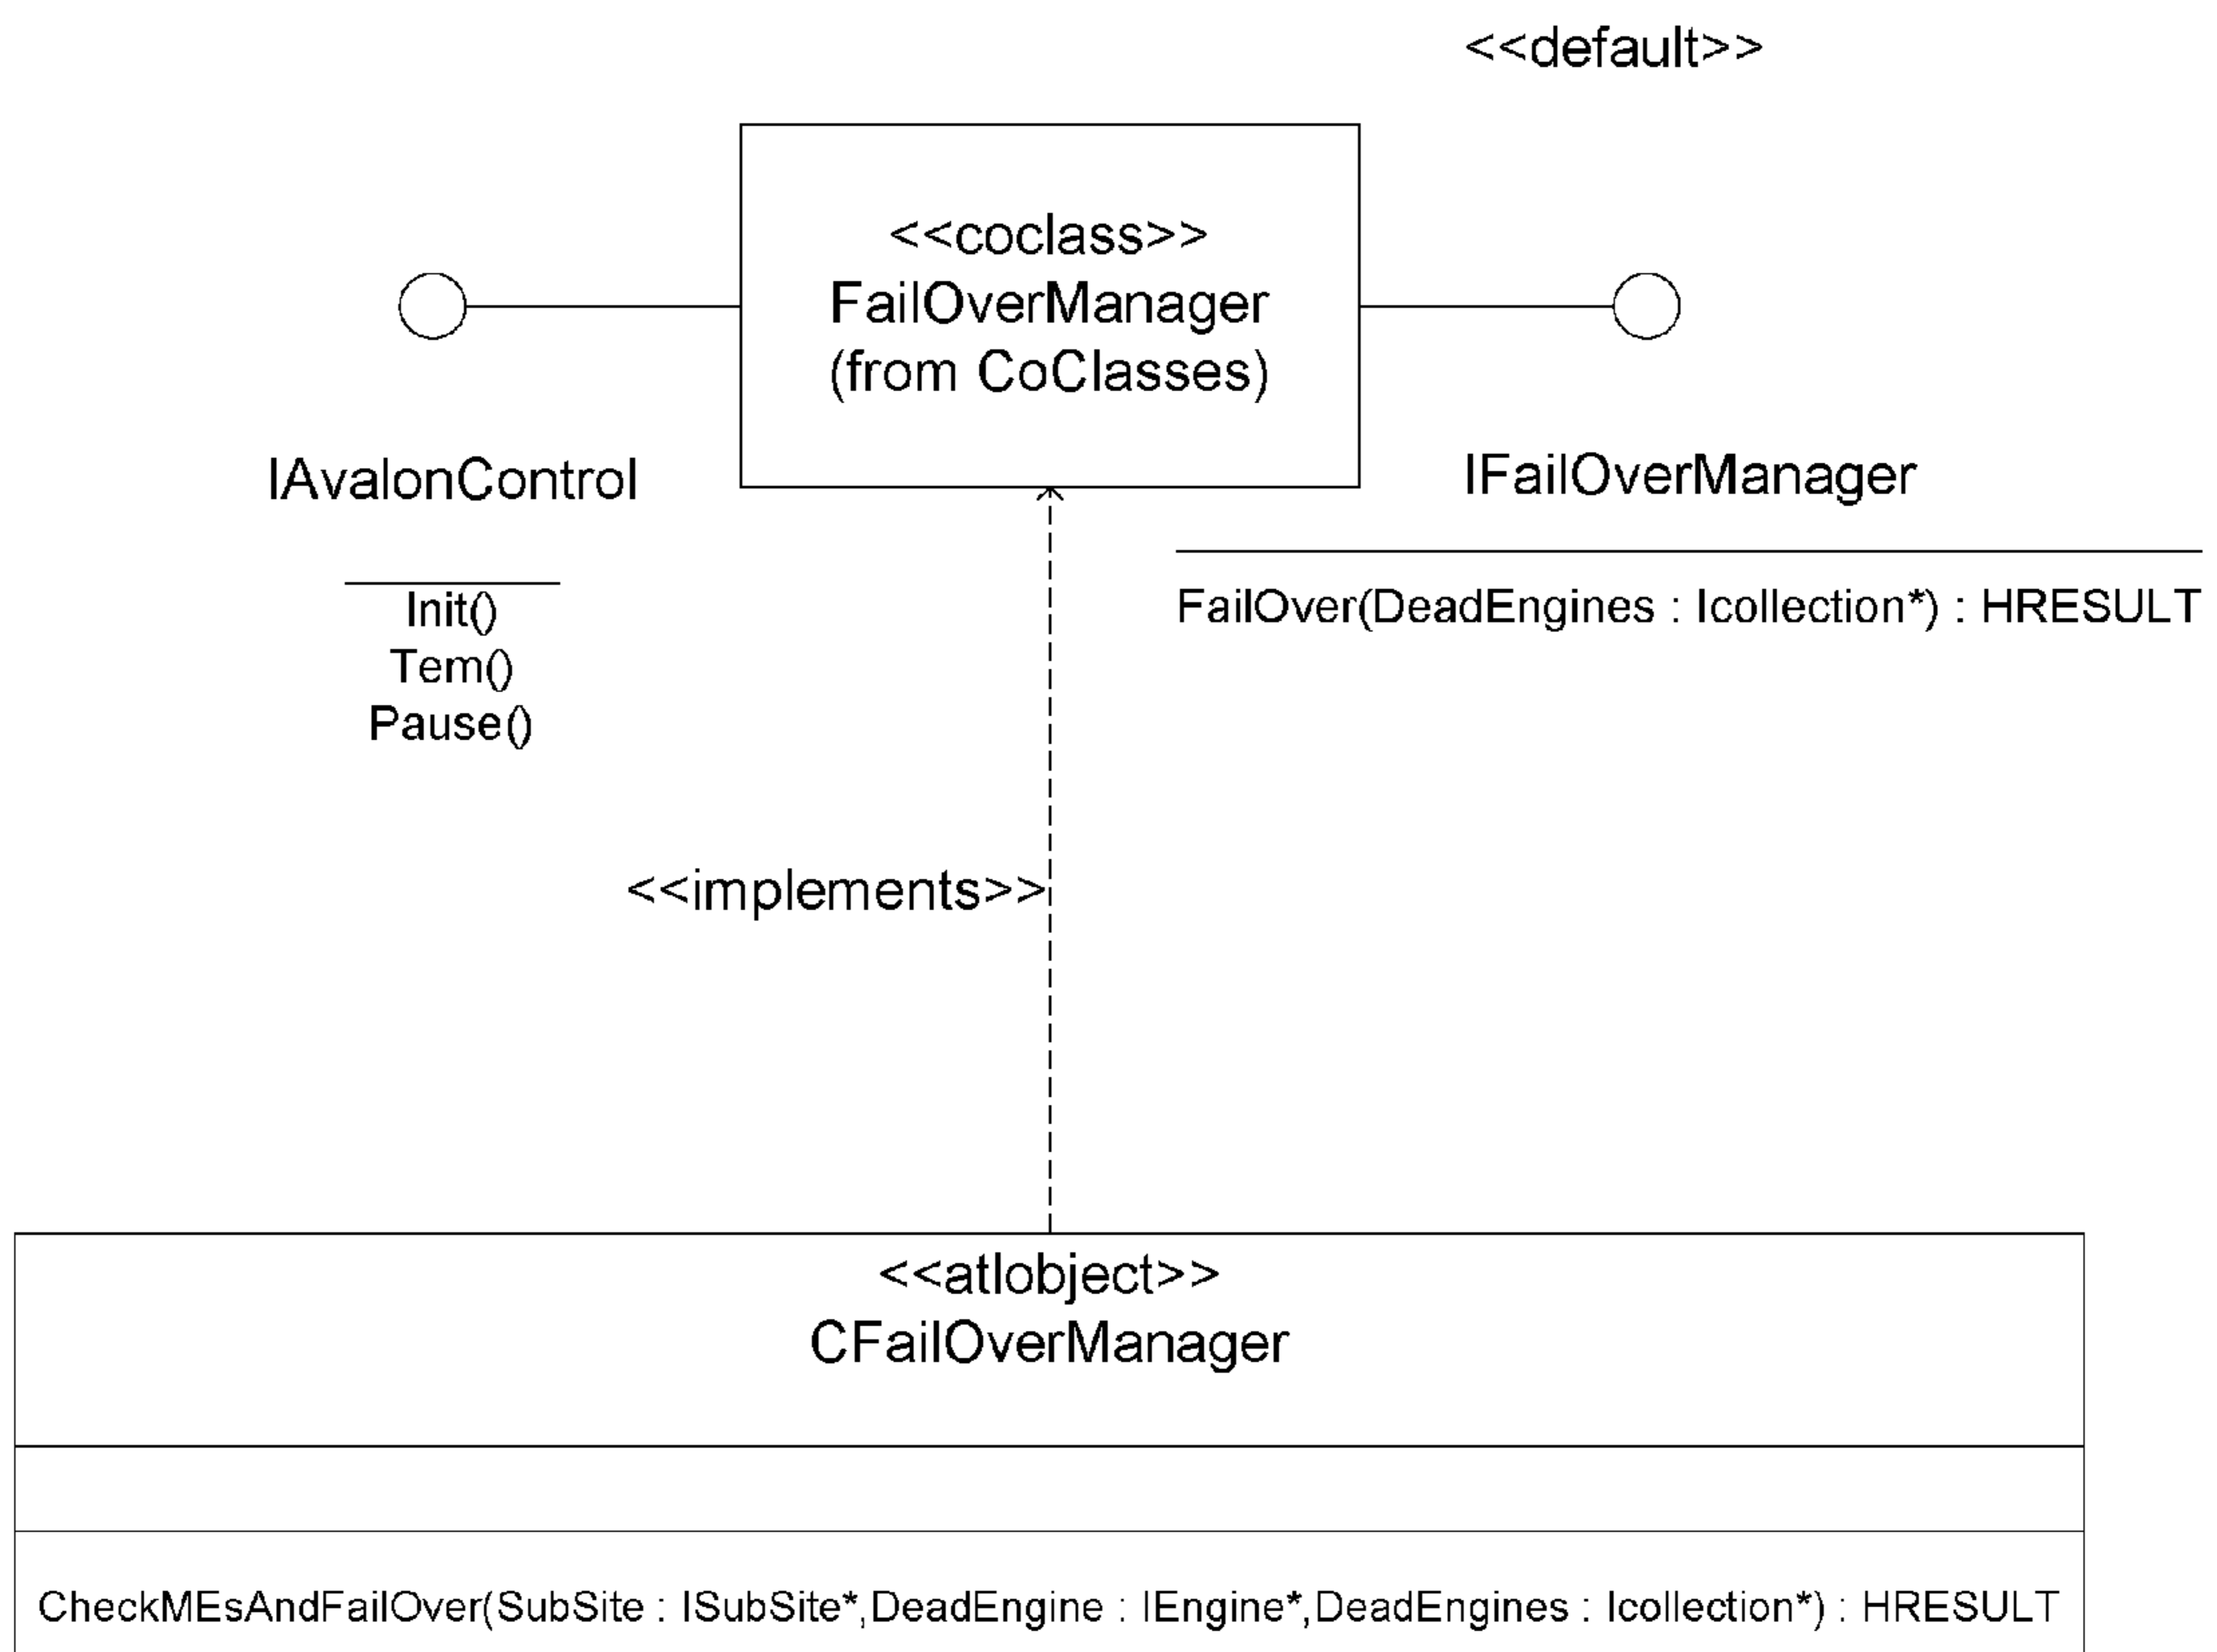 <<default>>
<<coclass>>
FailOverManager
(from CoClasses)
IAvalonControl
Init()
Tem()
Pause()
IFailOverManager
FailOver(DeadEngines : Icollection*) : HRESULT
<<implements>>
<<atlobject>>
CFailOverManager
CheckMEsAndFailOver(SubSite : ISubSite*,DeadEngine : IEngine*,DeadEngines : Icollection*) : HRESULT